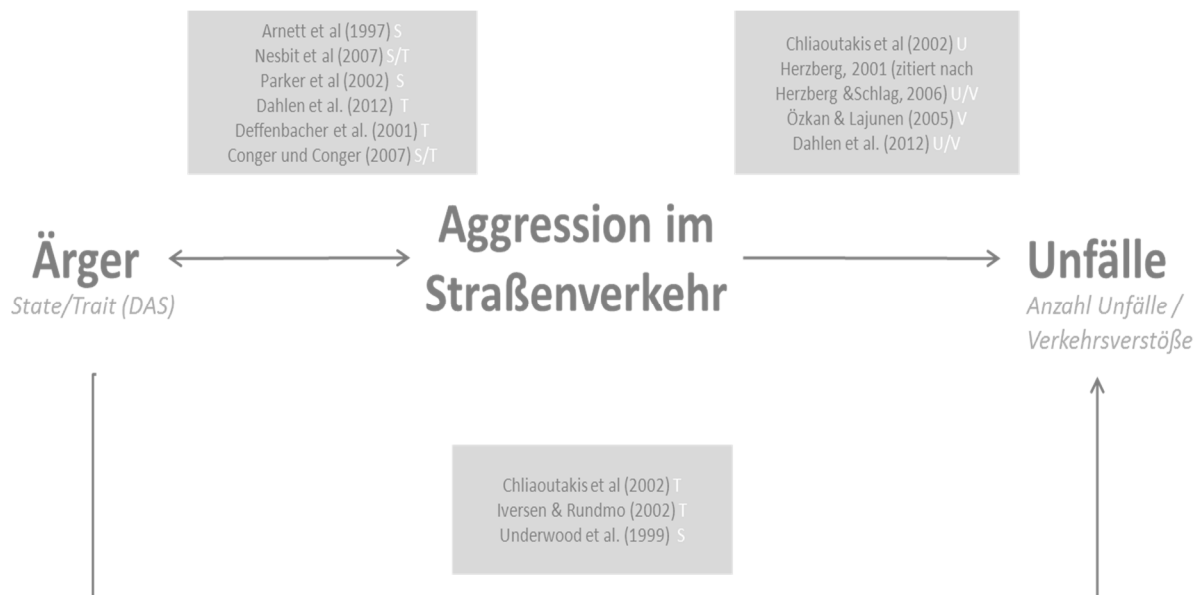 Arnett et al (1997) S
Nesbit et al (2007) S/T
Parker et al (2002) S
Dahlen et al. (2012) T
Deffenbacher et al. (2001) T
Conger und Conger (2007) S/T
Chliaoutakis et al (2002) U
Herzberg, 2001 (zitiert nach
Herzberg &Schlag, 2006) U/V
Özkan & Lajunen (2005) V
Dahlen et al. (2012) U/V
Ärger
State/Trait (DAS)
Aggression im
Straßenverkehr
Unfälle
Anzahl Unfälle /
Verkehrsverstöße
Chliaoutakis et al (2002) T
Iversen & Rundmo (2002) T
Underwood et al. (1999) S